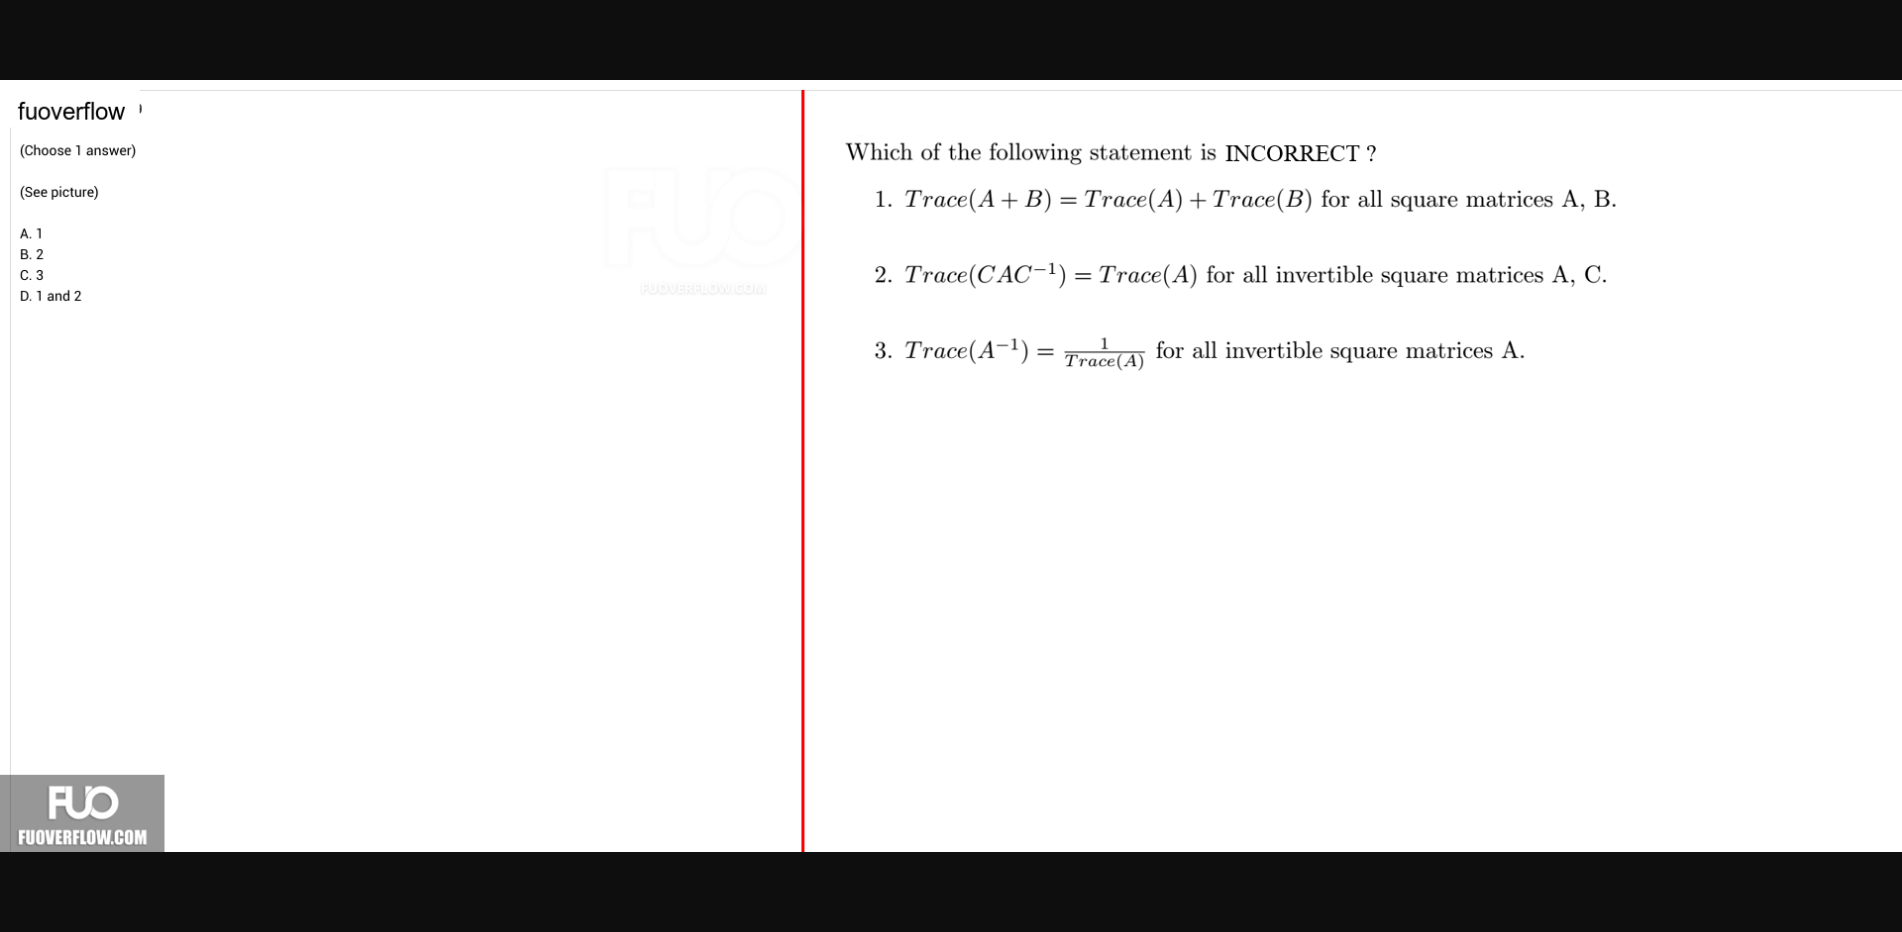 fuoverflow
(Choose 1 answer)
(See picture)
A. 1
B. 2
C. 3
D. 1 and 2
FUO
FUOVERFLOW.COM
Which of the following statement is INCORRECT ?
1. Trace(A + B) = Trace(A) + Trace(B) for all square matrices A, B.
2. Trace(CAC⁻¹) = Trace(A) for all invertible square matrices A, C.
3. Trace(A⁻¹) = 1/Trace(A) for all invertible square matrices A.
FUO
FUOVERFLOW.COM